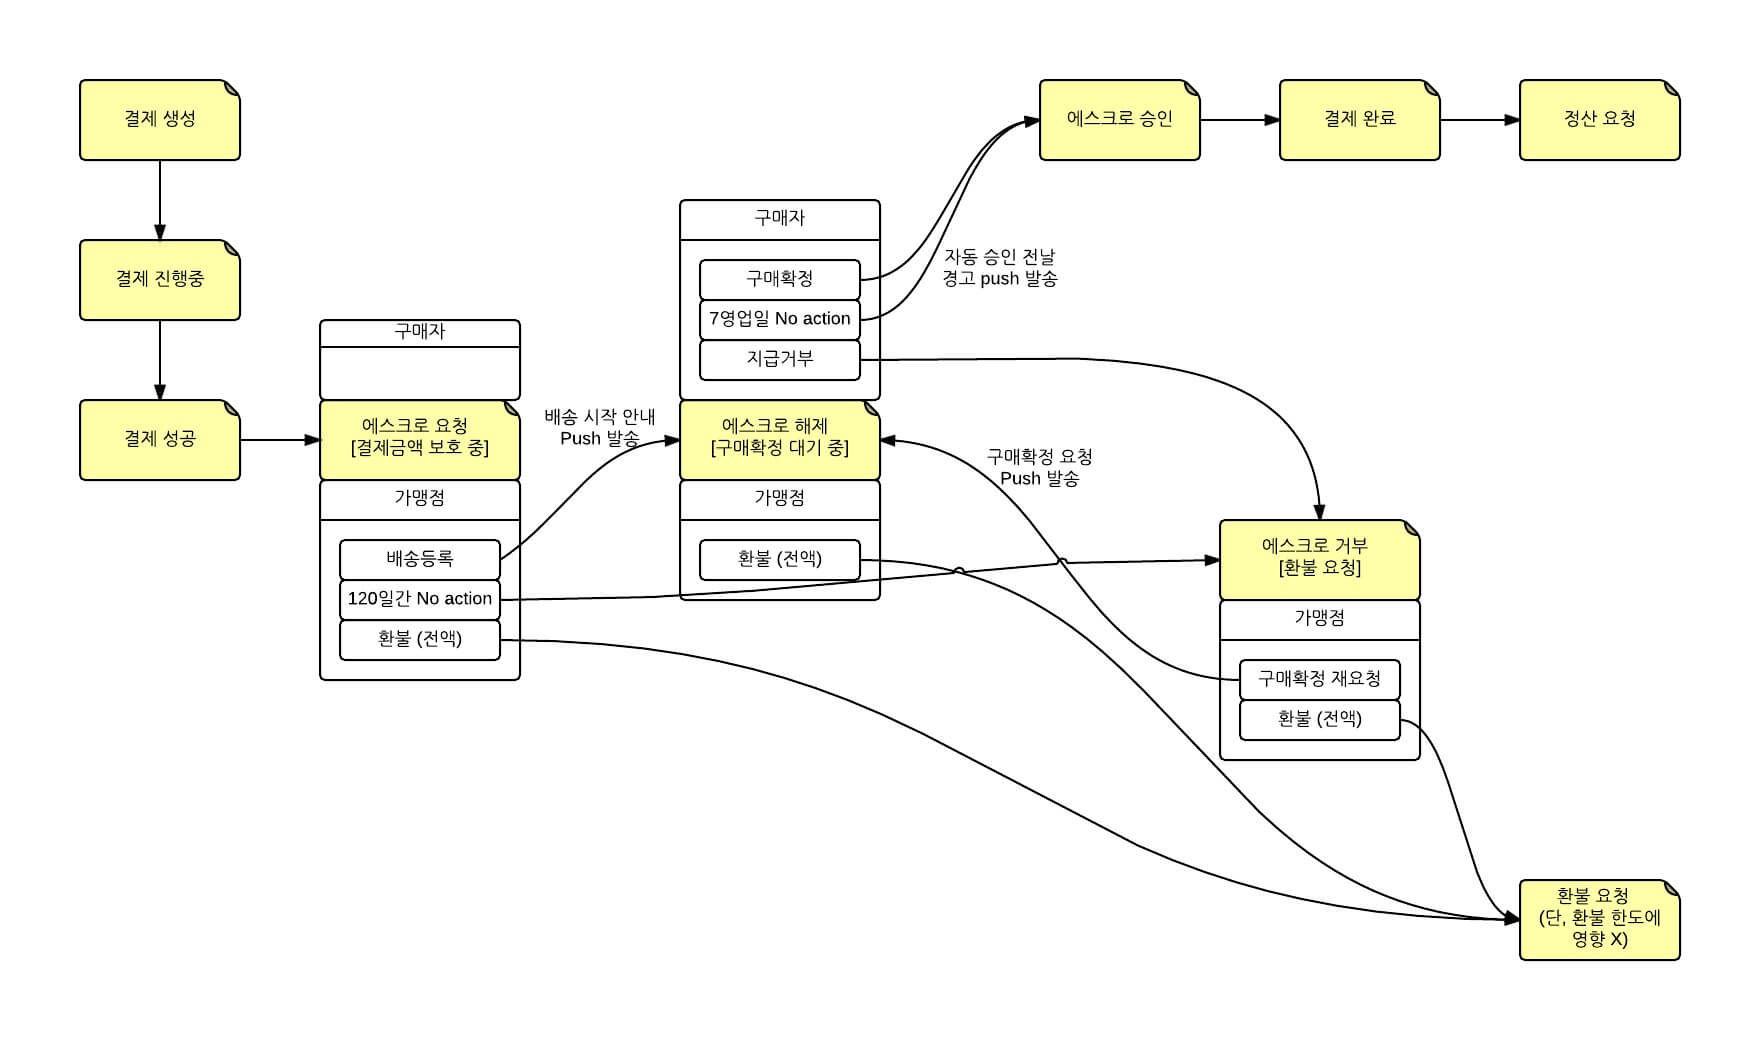 결제 생성
결제 진행중
결제 성공
구매자
에스크로 요청
[결제금액 보호 중]
가맹점
배송등록
120일간 No action
환불 (전액)
배송 시작 안내
Push 발송
구매자
구매확정
7영업일 No action
지급거부
에스크로 해제
[구매확정 대기 중]
가맹점
환불 (전액)
자동 승인 전날
경고 push 발송
에스크로 승인
결제 완료
정산 요청
구매확정 요청
Push 발송
에스크로 거부
[환불 요청]
가맹점
구매확정 재요청
환불 (전액)
환불 요청
(단, 환불 한도에
영향 X)